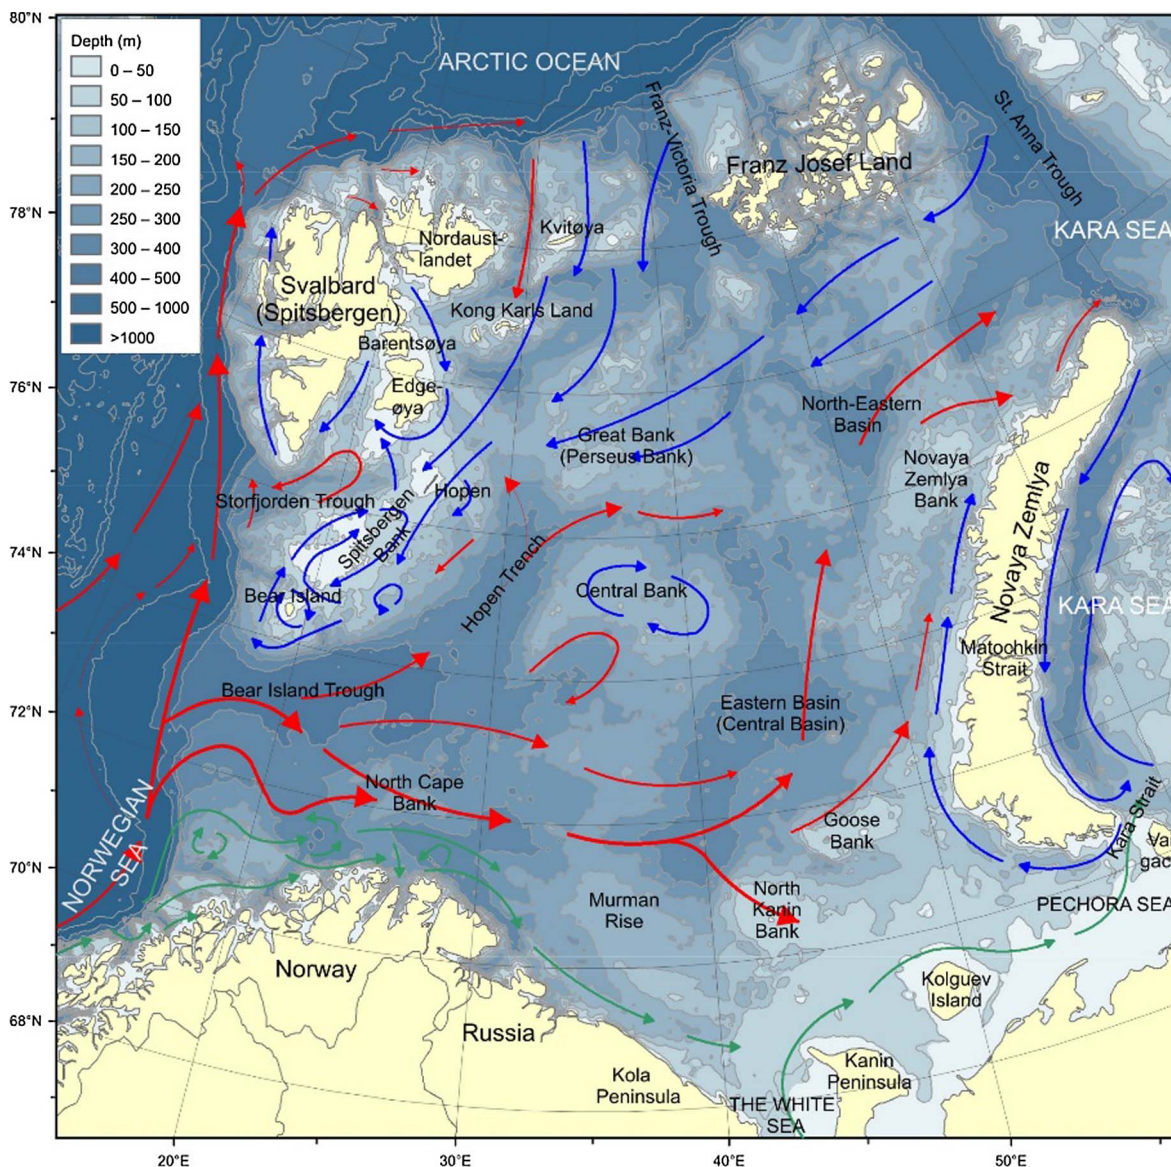 80°N
78°N
76°N
74°N
72°N
70°N
68°N
Depth (m)
0 – 50
50 – 100
100 – 150
150 – 200
200 – 250
250 – 300
300 – 400
400 – 500
500 – 1000
>1000
ARCTIC OCEAN
Franz-Victoria Trough
Franz Josef Land
St. Anna Trough
KARA SEA
Nordaust-
landet
Kvitøya
Svalbard
(Spitsbergen)
Kong Karls Land
Barentsøya
Edge-
øya
Great Bank
(Perseus Bank)
North-Eastern
Basin
Novaya
Zemlya
Bank
Novaya Zemlya
Storfjorden Trough
Hopen
Spitsbergen
Bank
Bear Island
Hopen Trench
Central Bank
KARA SEA
Matochkin
Strait
Bear Island Trough
Eastern Basin
(Central Basin)
North Cape
Bank
Goose
Bank
Kara Strait
NORWEGIAN
SEA
Murman
Rise
North
Kanin
Bank
PECHORA SEA
Norway
Kolguev
Island
Russia
Kola
Peninsula
Kanin
Peninsula
THE WHITE
SEA
Vai
gac
20°E
30°E
40°E
50°E